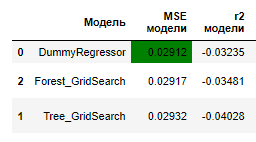 Модель MSE модели r2 модели
0 DummyRegressor 0.02912 -0.03235
2 Forest_GridSearch 0.02917 -0.03481
1 Tree_GridSearch 0.02932 -0.04028